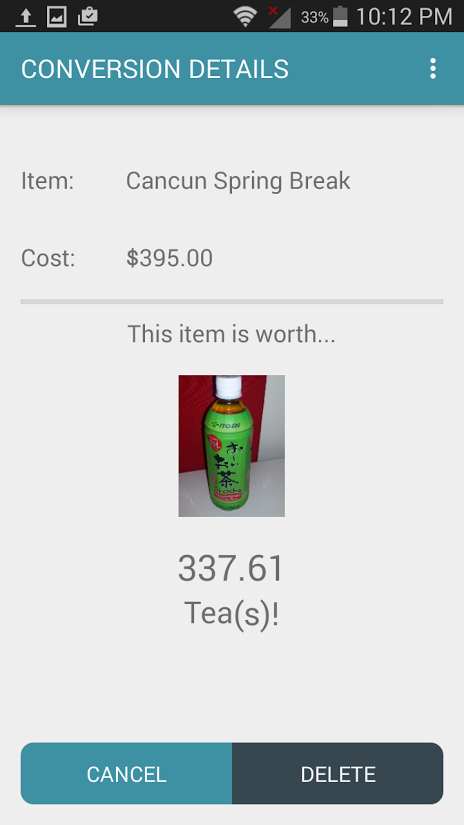 33% 10:12 PM
CONVERSION DETAILS
Item: Cancun Spring Break
Cost: $395.00
This item is worth...
ITO EN
お〜い
お茶
337.61
Tea(s)!
CANCEL DELETE